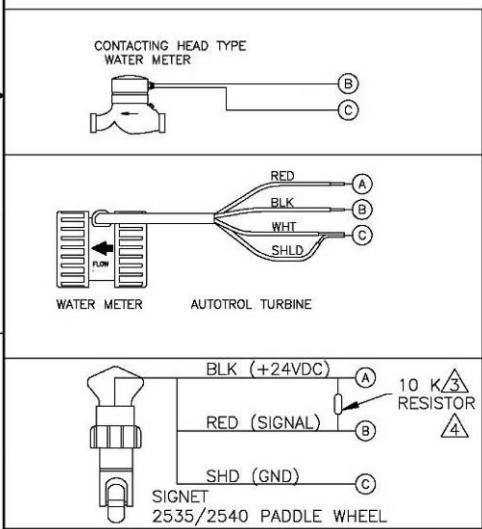 CONTACTING HEAD TYPE
WATER METER
B
C
RED
A
BLK
B
WHT
C
SHLD
FLOW
WATER METER
AUTOTROL TURBINE
BLK (+24VDC)
A
10 K 3
RESISTOR
4
RED (SIGNAL)
B
SHD (GND)
C
SIGNET
2535/2540 PADDLE WHEEL